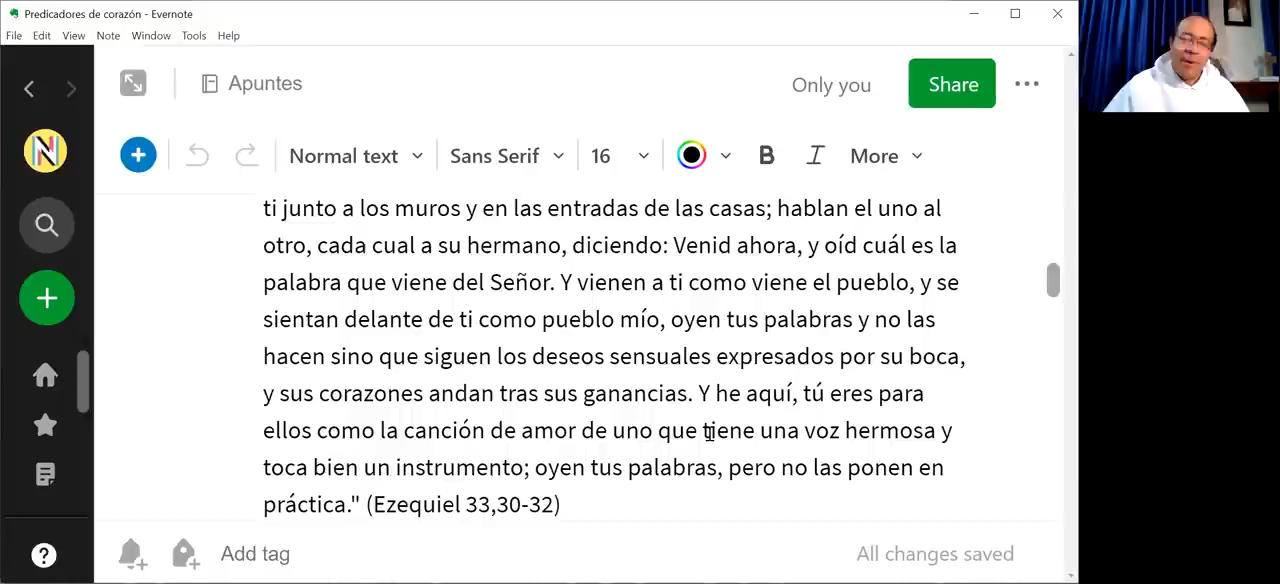 Predicadores de corazón - Evernote
File Edit View Note Window Tools Help
Apuntes
Only you
Share
Normal text
Sans Serif
16
B
I
More
ti junto a los muros y en las entradas de las casas; hablan el uno al
otro, cada cual a su hermano, diciendo: Venid ahora, y oíd cuál es la
palabra que viene del Señor. Y vienen a ti como viene el pueblo, y se
sientan delante de ti como pueblo mío, oyen tus palabras y no las
hacen sino que siguen los deseos sensuales expresados por su boca,
y sus corazones andan tras sus ganancias. Y he aquí, tú eres para
ellos como la canción de amor de uno que tiene una voz hermosa y
toca bien un instrumento; oyen tus palabras, pero no las ponen en
práctica." (Ezequiel 33,30-32)
Add tag
All changes saved